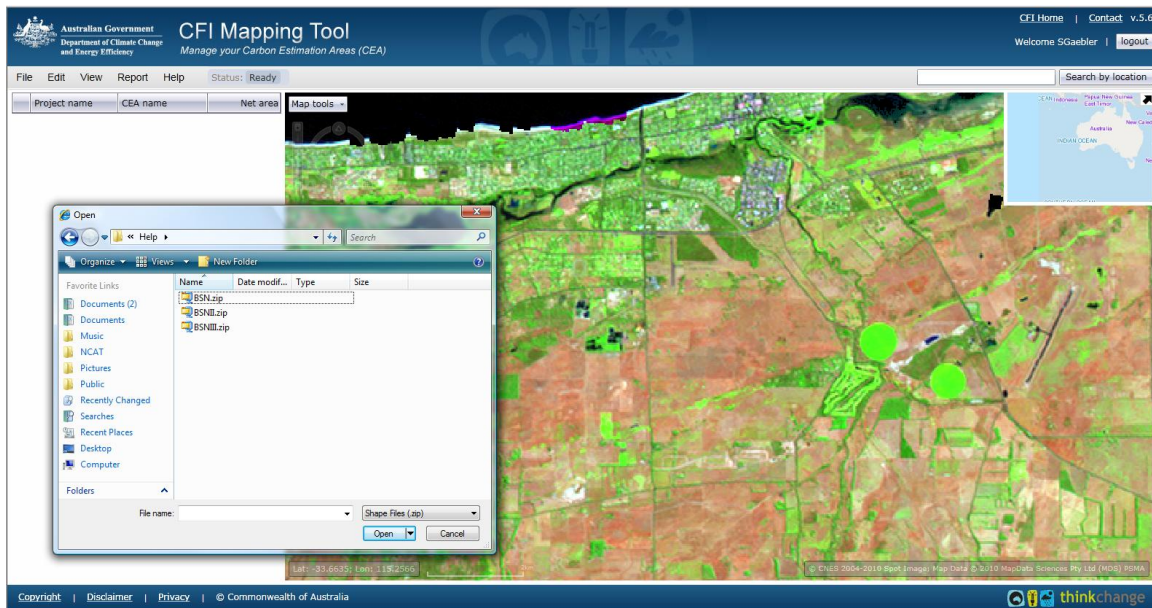 Australian Government
Department of Climate Change
and Energy Efficiency
CFI Mapping Tool
Manage your Carbon Estimation Areas (CEA)
CFI Home | Contact v.5.6
Welcome SGaebler | logout
File Edit View Report Help Status: Ready
Search by location
Project name CEA name Net area
Map tools
Indonesia Papua New Guinea
East Timor
Australia
INDIAN OCEAN
Open
« Help
Search
Organize Views New Folder
Favorite Links
Documents (2)
Documents
Music
NCAT
Pictures
Public
Recently Changed
Searches
Recent Places
Desktop
Computer
Folders
Name Date modif... Type Size
BSN.zip
BSNII.zip
BSNIII.zip
File name:
Shape Files (.zip)
Open Cancel
Lat: -33.6635; Lon: 115.2566
© CNES 2004-2010 Spot Image; Map Data © 2010 MapData Sciences Pty Ltd (MDS) PSMA
Copyright | Disclaimer | Privacy | © Commonwealth of Australia
thinkchange